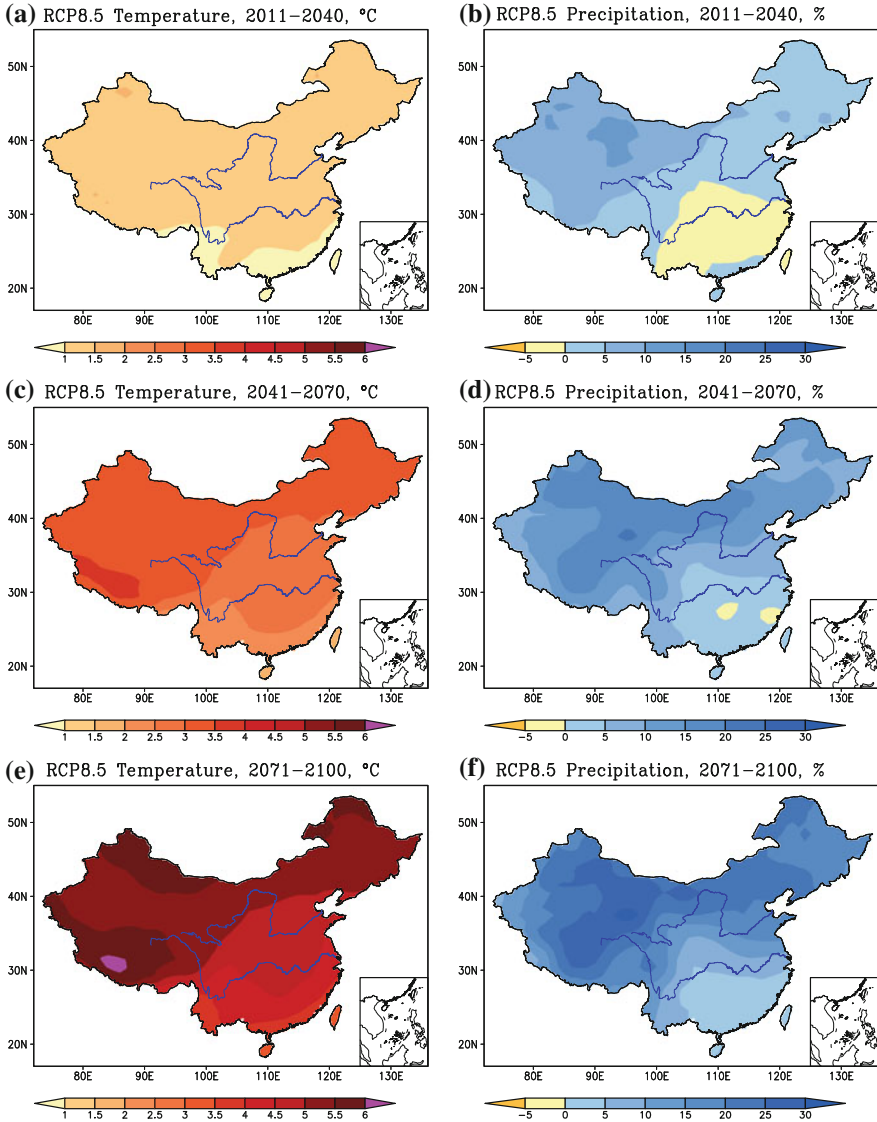 (a) RCP8.5 Temperature, 2011−2040, °C
50N
40N
30N
20N
80E 90E 100E 110E 120E 130E
1 1.5 2 2.5 3 3.5 4 4.5 5 5.5 6
(b) RCP8.5 Precipitation, 2011−2040, %
50N
40N
30N
20N
80E 90E 100E 110E 120E 130E
-5 0 5 10 15 20 25 30
(c) RCP8.5 Temperature, 2041−2070, °C
50N
40N
30N
20N
80E 90E 100E 110E 120E 130E
1 1.5 2 2.5 3 3.5 4 4.5 5 5.5 6
(d) RCP8.5 Precipitation, 2041−2070, %
50N
40N
30N
20N
80E 90E 100E 110E 120E 130E
-5 0 5 10 15 20 25 30
(e) RCP8.5 Temperature, 2071−2100, °C
50N
40N
30N
20N
80E 90E 100E 110E 120E 130E
1 1.5 2 2.5 3 3.5 4 4.5 5 5.5 6
(f) RCP8.5 Precipitation, 2071−2100, %
50N
40N
30N
20N
80E 90E 100E 110E 120E 130E
-5 0 5 10 15 20 25 30